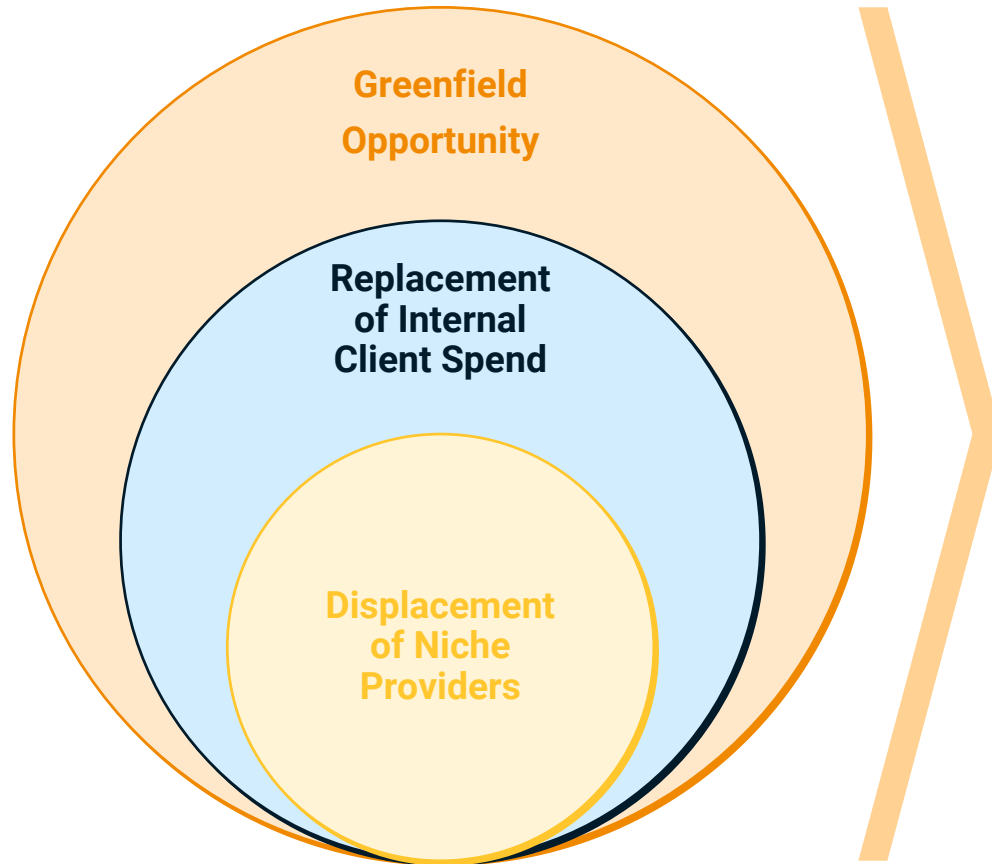 Greenfield
Opportunity
Replacement
of Internal
Client Spend
Displacement
of Niche
Providers